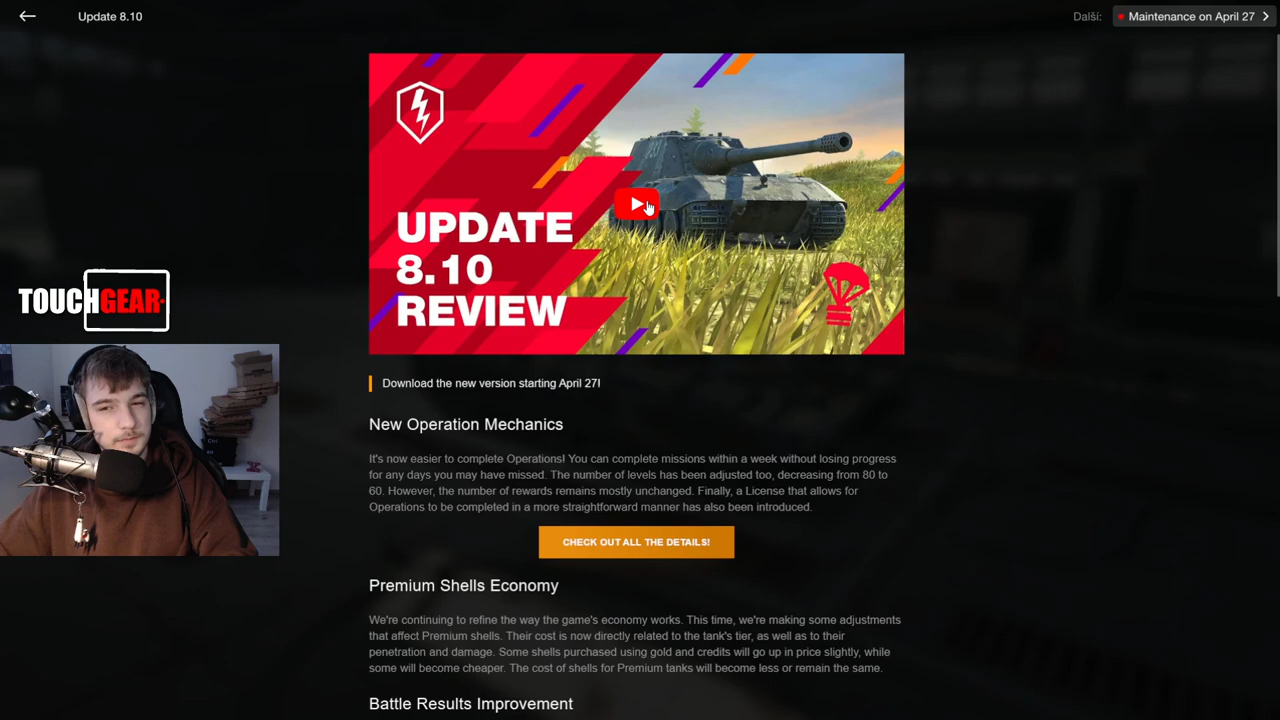 Update 8.10
Další:
Maintenance on April 27
UPDATE
8.10
REVIEW
TOUCHGEAR
Download the new version starting April 27!
New Operation Mechanics
It's now easier to complete Operations! You can complete missions within a week without losing progress
for any days you may have missed. The number of levels has been adjusted too, decreasing from 80 to
60. However, the number of rewards remains mostly unchanged. Finally, a License that allows for
Operations to be completed in a more straightforward manner has also been introduced.
CHECK OUT ALL THE DETAILS!
Premium Shells Economy
We're continuing to refine the way the game's economy works. This time, we're making some adjustments
that affect Premium shells. Their cost is now directly related to the tank's tier, as well as to their
penetration and damage. Some shells purchased using gold and credits will go up in price slightly, while
some will become cheaper. The cost of shells for Premium tanks will become less or remain the same.
Battle Results Improvement